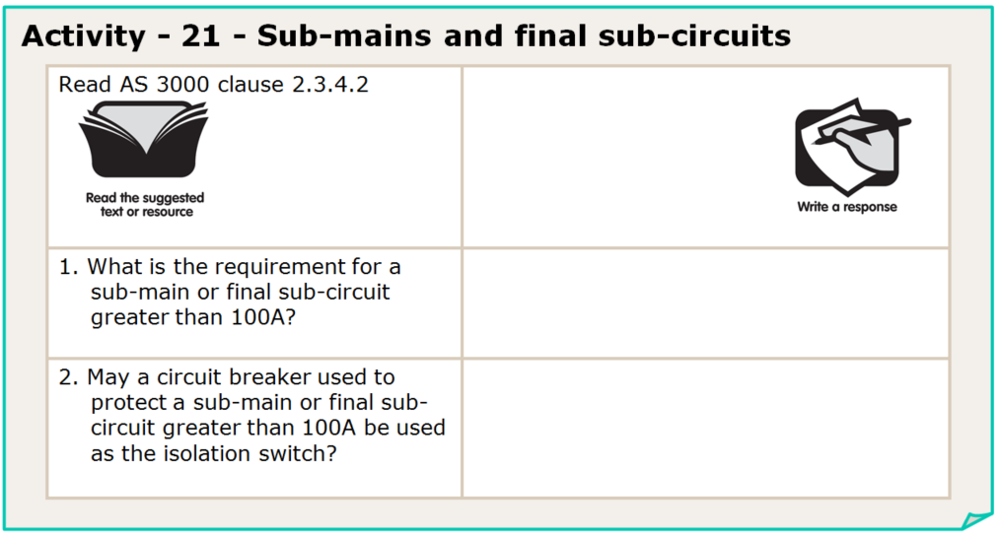 Activity - 21 - Sub-mains and final sub-circuits
Read AS 3000 clause 2.3.4.2
Read the suggested
text or resource
Write a response
1. What is the requirement for a
sub-main or final sub-circuit
greater than 100A?
2. May a circuit breaker used to
protect a sub-main or final sub-
circuit greater than 100A be used
as the isolation switch?